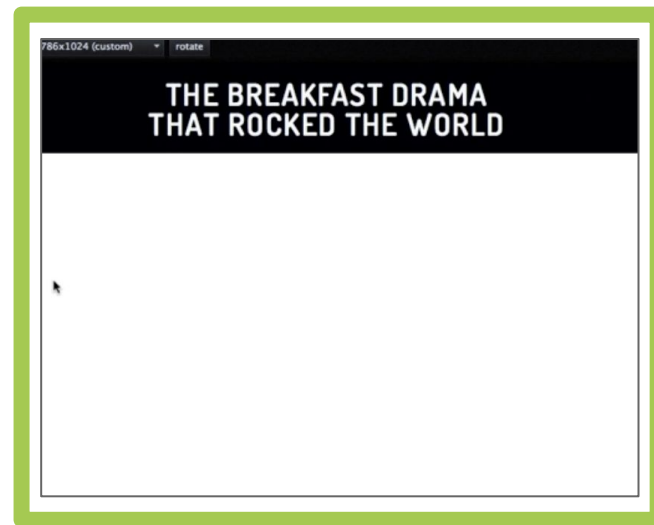 786x1024 (custom) rotate
THE BREAKFAST DRAMA
THAT ROCKED THE WORLD